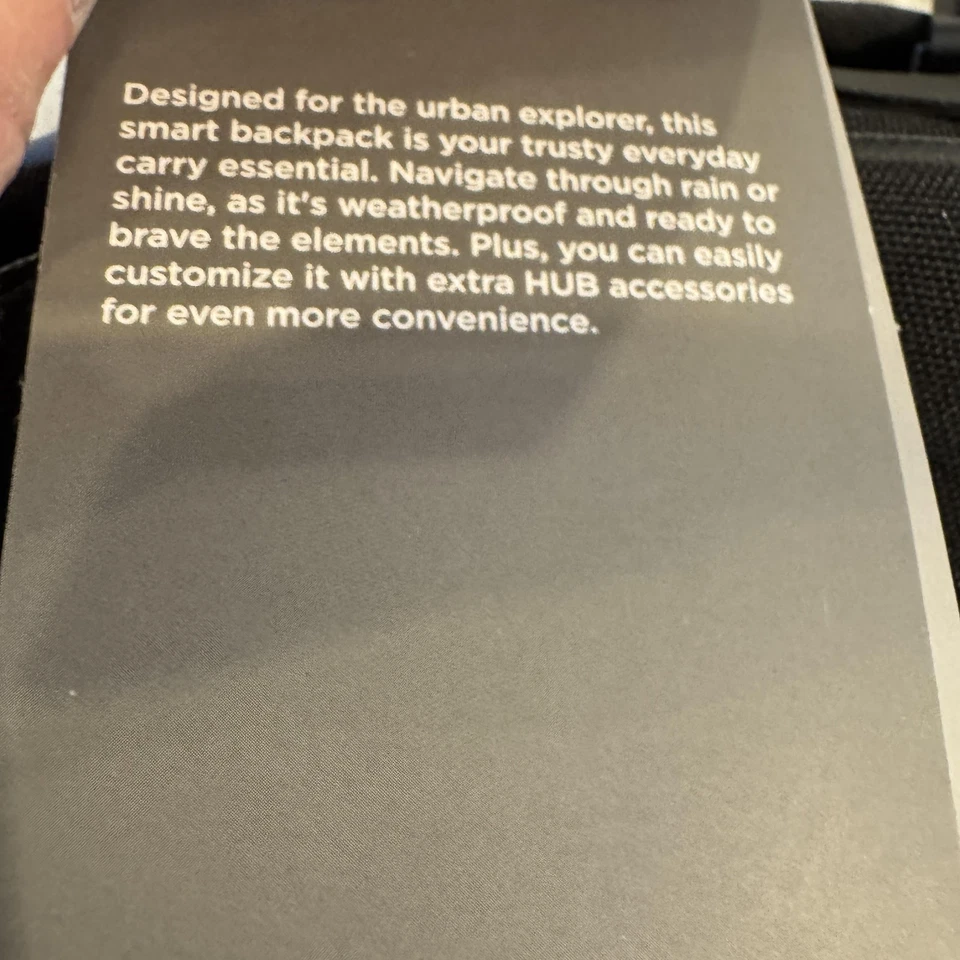 Designed for the urban explorer, this
smart backpack is your trusty everyday
carry essential. Navigate through rain or
shine, as it's weatherproof and ready to
brave the elements. Plus, you can easily
customize it with extra HUB accessories
for even more convenience.